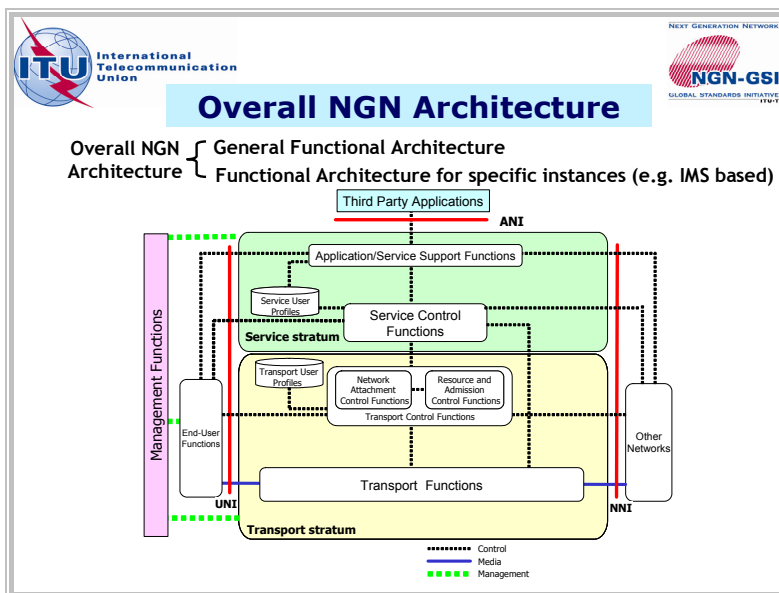 International
Telecommunication
Union
ITU
NEXT GENERATION NETWORK
NGN-GSI
GLOBAL STANDARDS INITIATIVE
ITU-T
Overall NGN Architecture
Overall NGN
Architecture
General Functional Architecture
Functional Architecture for specific instances (e.g. IMS based)
Third Party Applications
ANI
Application/Service Support Functions
Service User
Profiles
Service Control
Functions
Service stratum
Management Functions
Transport User
Profiles
Network
Attachment
Control Functions
Resource and
Admission
Control Functions
Transport Control Functions
End-User
Functions
Other
Networks
Transport Functions
UNI
NNI
Transport stratum
Control
Media
Management